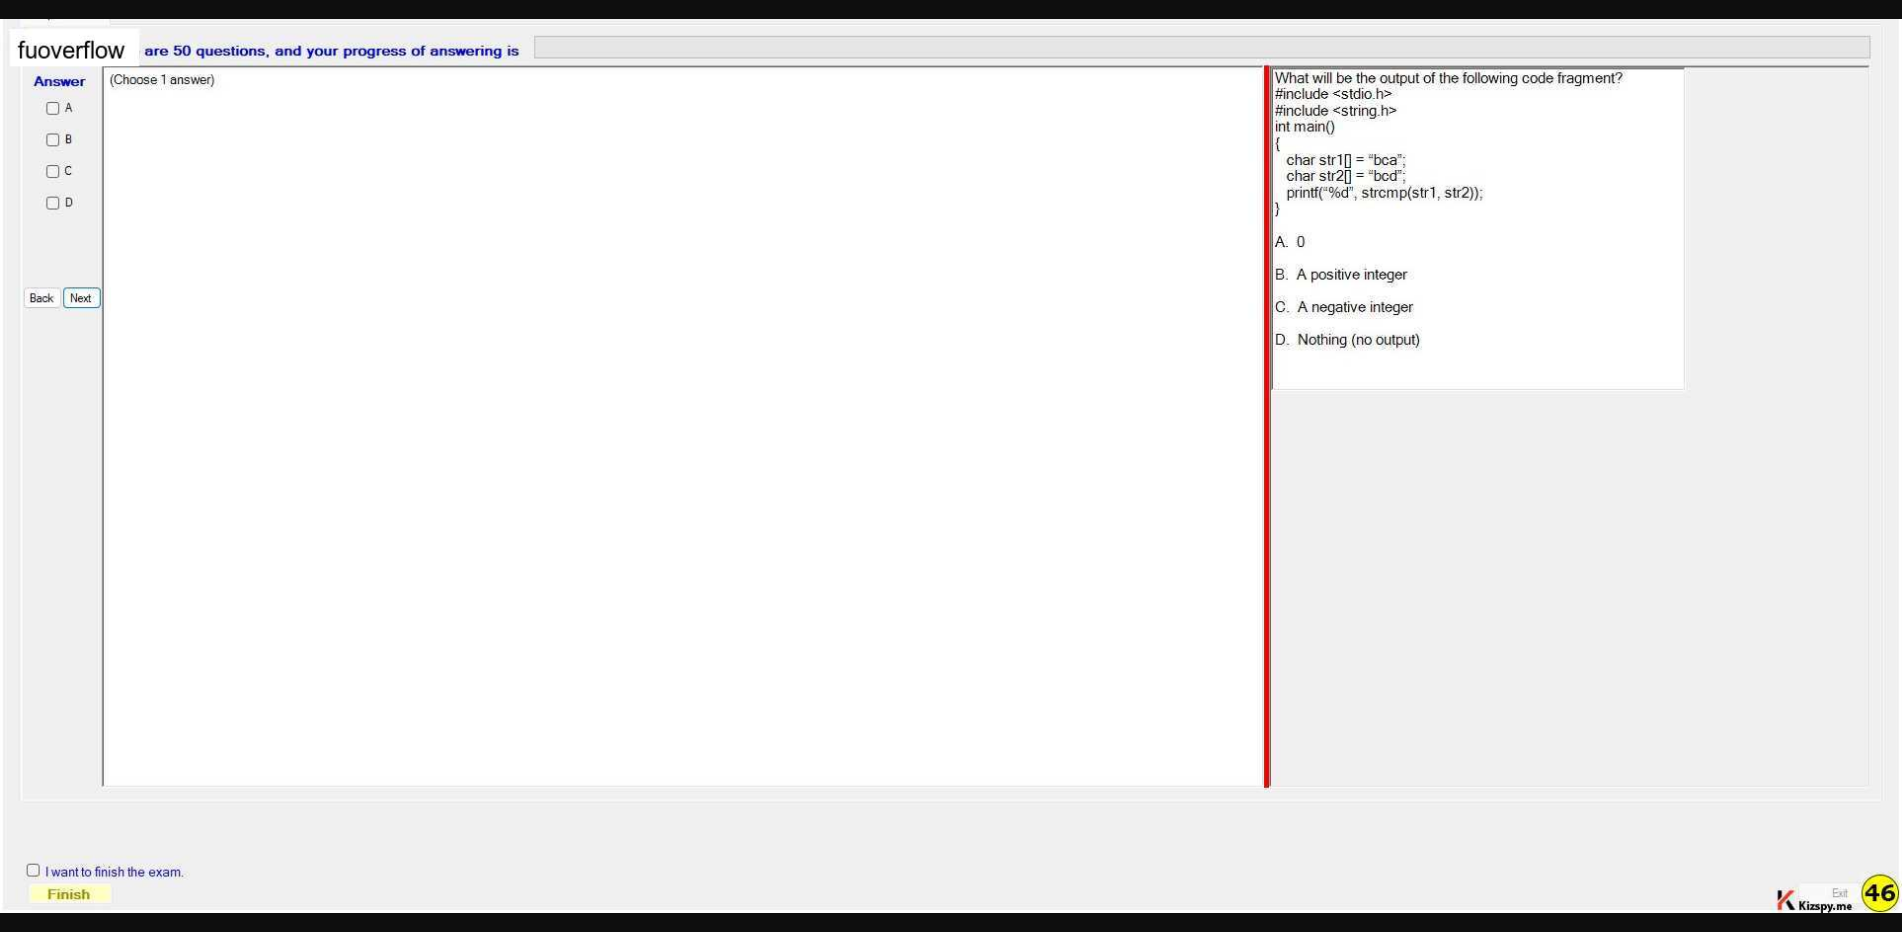 fuoverflow are 50 questions, and your progress of answering is
Answer
(Choose 1 answer)
A
B
C
D
Back Next
What will be the output of the following code fragment?
#include <stdio.h>
#include <string.h>
int main()
{
char str1[] = “bca”;
char str2[] = “bcd”;
printf(“%d”, strcmp(str1, str2));
}
A. 0
B. A positive integer
C. A negative integer
D. Nothing (no output)
I want to finish the exam.
Finish
Exit
Kizspy.me
46